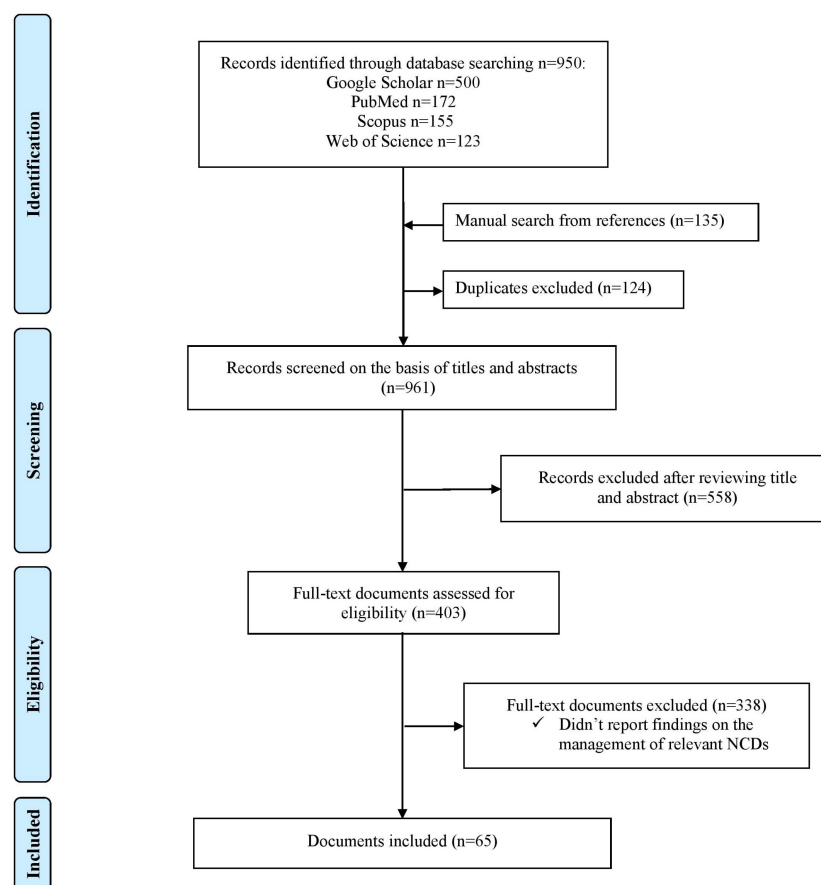 Identification
Records identified through database searching n=950:
Google Scholar n=500
PubMed n=172
Scopus n=155
Web of Science n=123
Manual search from references (n=135)
Duplicates excluded (n=124)
Screening
Records screened on the basis of titles and abstracts
(n=961)
Records excluded after reviewing title
and abstract (n=558)
Eligibility
Full-text documents assessed for
eligibility (n=403)
Full-text documents excluded (n=338)
✓ Didn’t report findings on the
management of relevant NCDs
Included
Documents included (n=65)